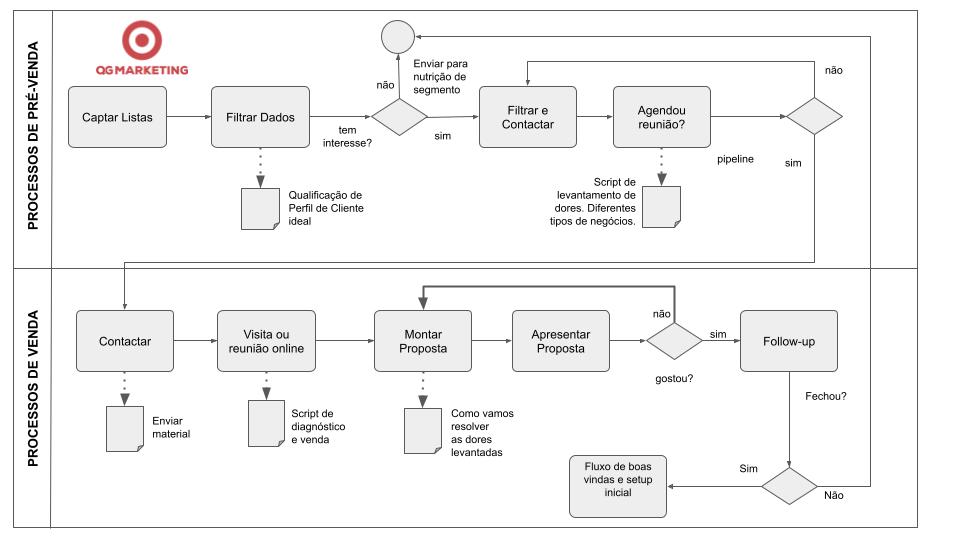 PROCESSOS DE PRÉ-VENDA
QGMARKETING
Captar Listas
Filtrar Dados
tem
interesse?
não
Enviar para
nutrição de
segmento
sim
Filtrar e
Contactar
Agendou
reunião?
não
pipeline
sim
Qualificação de
Perfil de Cliente
ideal
Script de
levantamento de
dores. Diferentes
tipos de negócios.
PROCESSOS DE VENDA
Contactar
Visita ou
reunião online
Montar
Proposta
Apresentar
Proposta
não
sim
gostou?
Follow-up
Enviar
material
Script de
diagnóstico
e venda
Como vamos
resolver
as dores
levantadas
Fechou?
Sim
Não
Fluxo de boas
vindas e setup
inicial